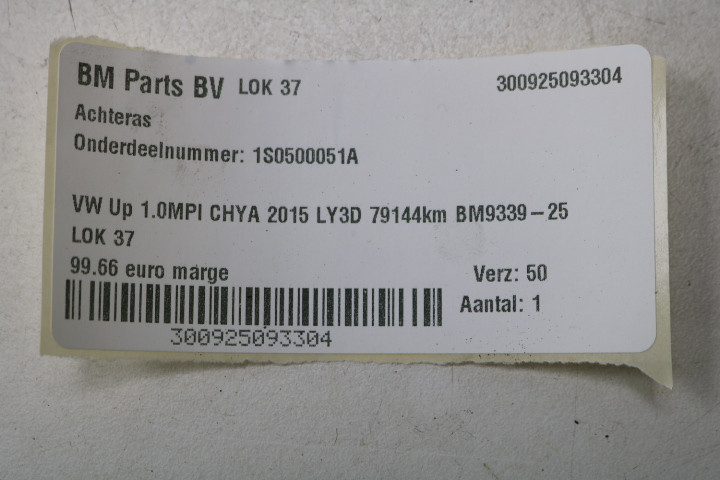 BM Parts BV LOK 37 300925093304
Achteras
Onderdeelnummer: 1S0500051A
VW Up 1.0MPI CHYA 2015 LY3D 79144km BM9339-25
LOK 37
99.66 euro marge Verz: 50
Aantal: 1
300925093304